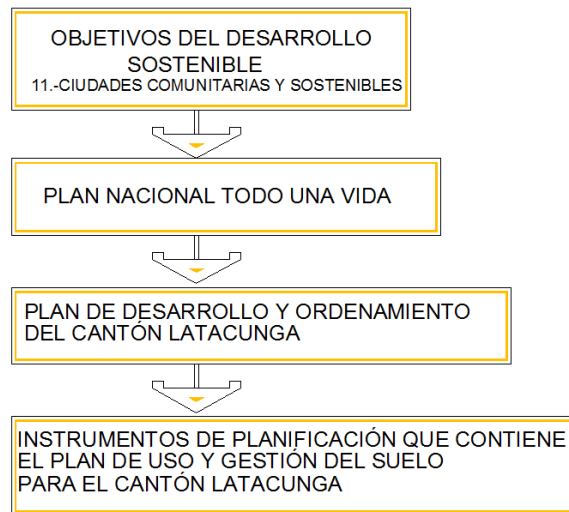 OBJETIVOS DEL DESARROLLO
SOSTENIBLE
11.-CIUDADES COMUNITARIAS Y SOSTENIBLES
PLAN NACIONAL TODO UNA VIDA
PLAN DE DESARROLLO Y ORDENAMIENTO
DEL CANTÓN LATACUNGA
INSTRUMENTOS DE PLANIFICACIÓN QUE CONTIENE
EL PLAN DE USO Y GESTIÓN DEL SUELO
PARA EL CANTÓN LATACUNGA